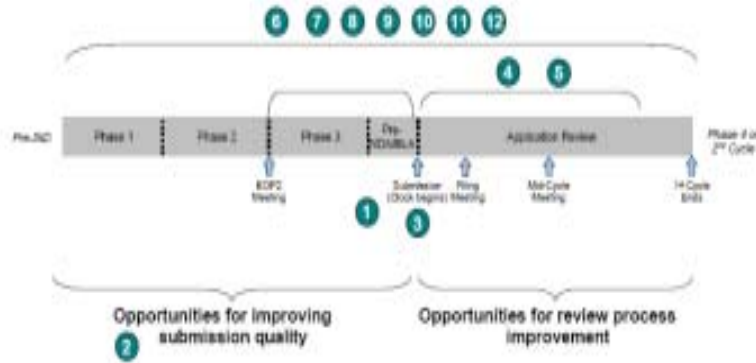 6 7 8 9 10 11 12
4 5
Pre-IND
Phase 1
Phase 2
Phase 3
Pre-
NDA/BLA
Application Review
Phase 4 or
2nd Cycle
EOP2
Meeting
Submission
(Clock begins)
Filing
Meeting
Mid-Cycle
Meeting
1st Cycle
Ends
1
3
Opportunities for improving
submission quality
2
Opportunities for review process
improvement